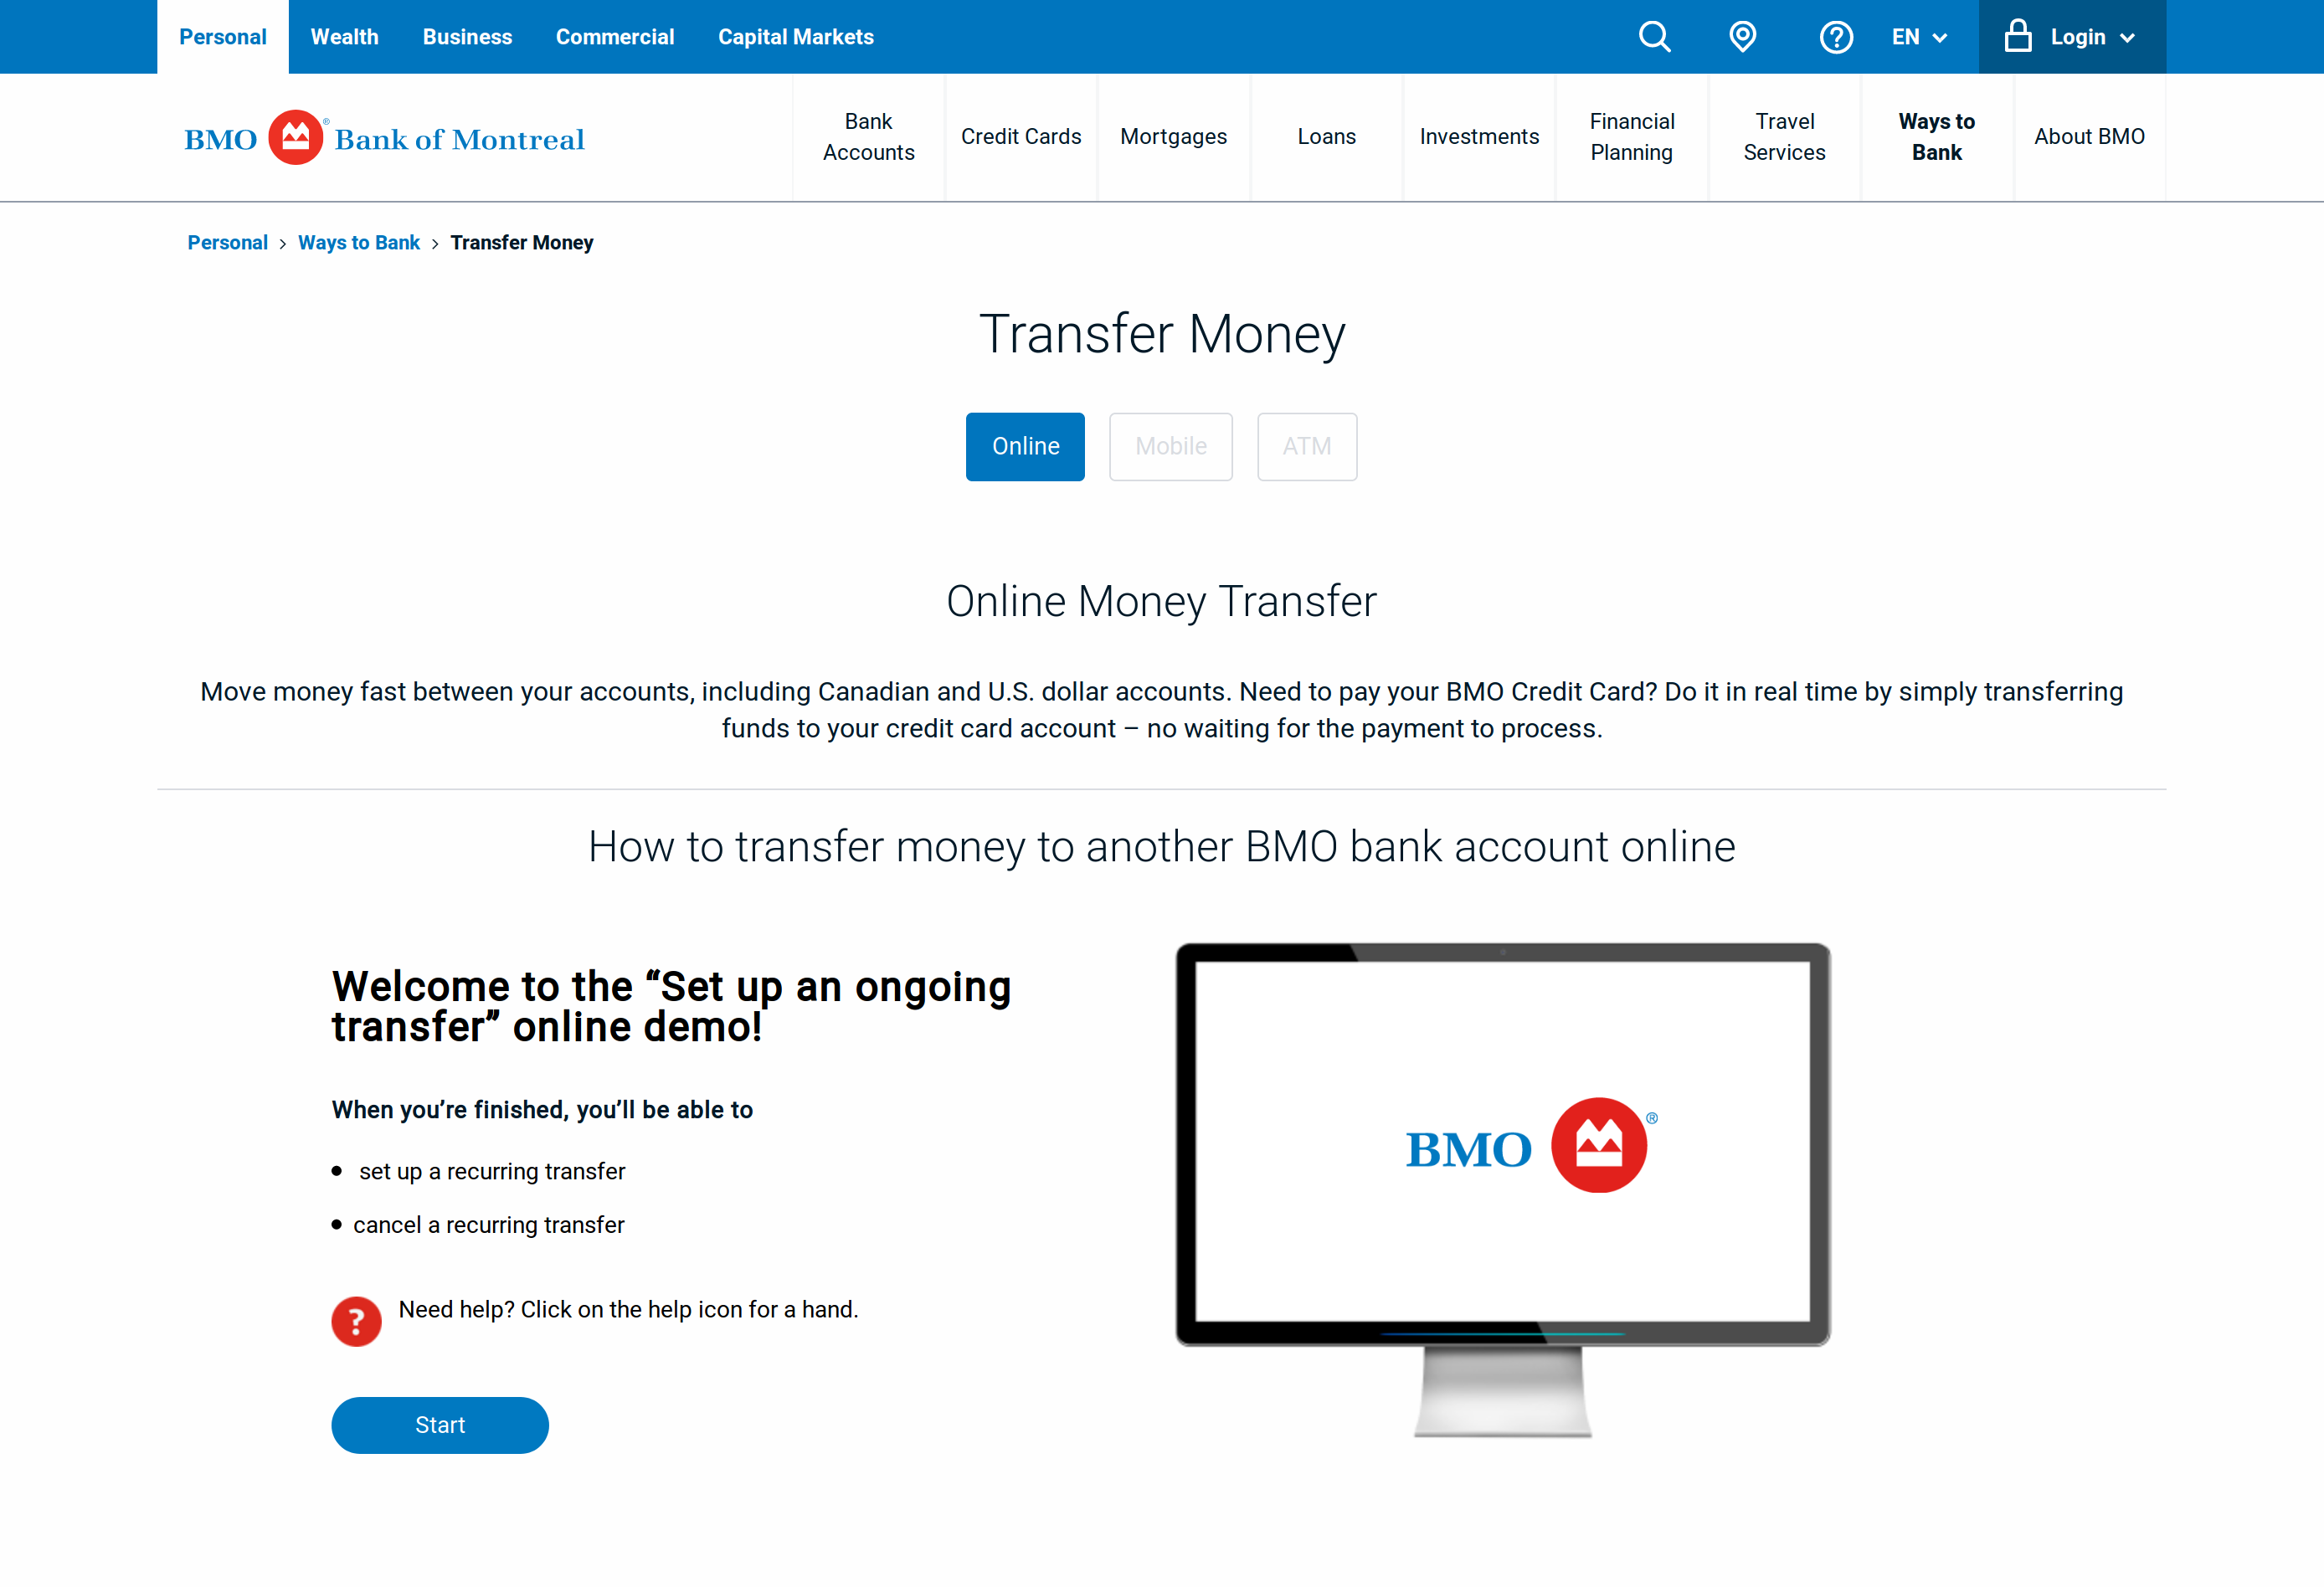 Personal Wealth Business Commercial Capital Markets EN Login
BMO ® Bank of Montreal
Bank
Accounts
Credit Cards
Mortgages
Loans
Investments
Financial
Planning
Travel
Services
Ways to
Bank
About BMO
Personal > Ways to Bank > Transfer Money
Transfer Money
Online Mobile ATM
Online Money Transfer
Move money fast between your accounts, including Canadian and U.S. dollar accounts. Need to pay your BMO Credit Card? Do it in real time by simply transferring
funds to your credit card account – no waiting for the payment to process.
How to transfer money to another BMO bank account online
Welcome to the “Set up an ongoing
transfer” online demo!
When you’re finished, you’ll be able to
• set up a recurring transfer
• cancel a recurring transfer
? Need help? Click on the help icon for a hand.
Start
BMO ®